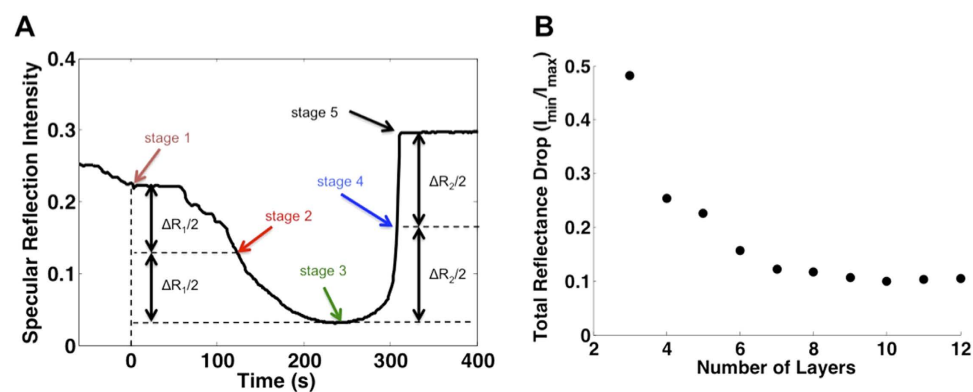 A
Specular Reflection Intensity
0.4
0.3
0.2
0.1
0
stage 1
stage 2
stage 3
stage 4
stage 5
ΔR1/2
ΔR1/2
ΔR2/2
ΔR2/2
0 100 200 300 400
Time (s)
B
Total Reflectance Drop (Imin/Imax)
0.5
0.4
0.3
0.2
0.1
0
2 4 6 8 10 12
Number of Layers